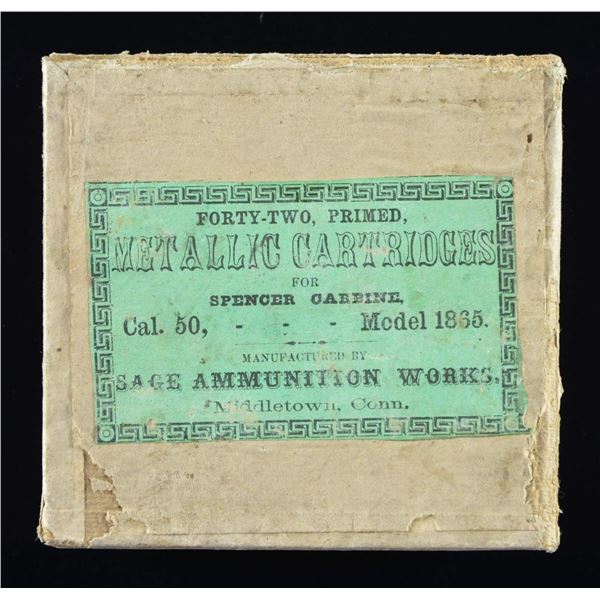 FORTY-TWO, PRIMED,
METALLIC CARTRIDGES
FOR
SPENCER CARBINE,
Cal. 50, - - - Model 1865.
MANUFACTURED BY
SAGE AMMUNITION WORKS,
Middletown, Conn.